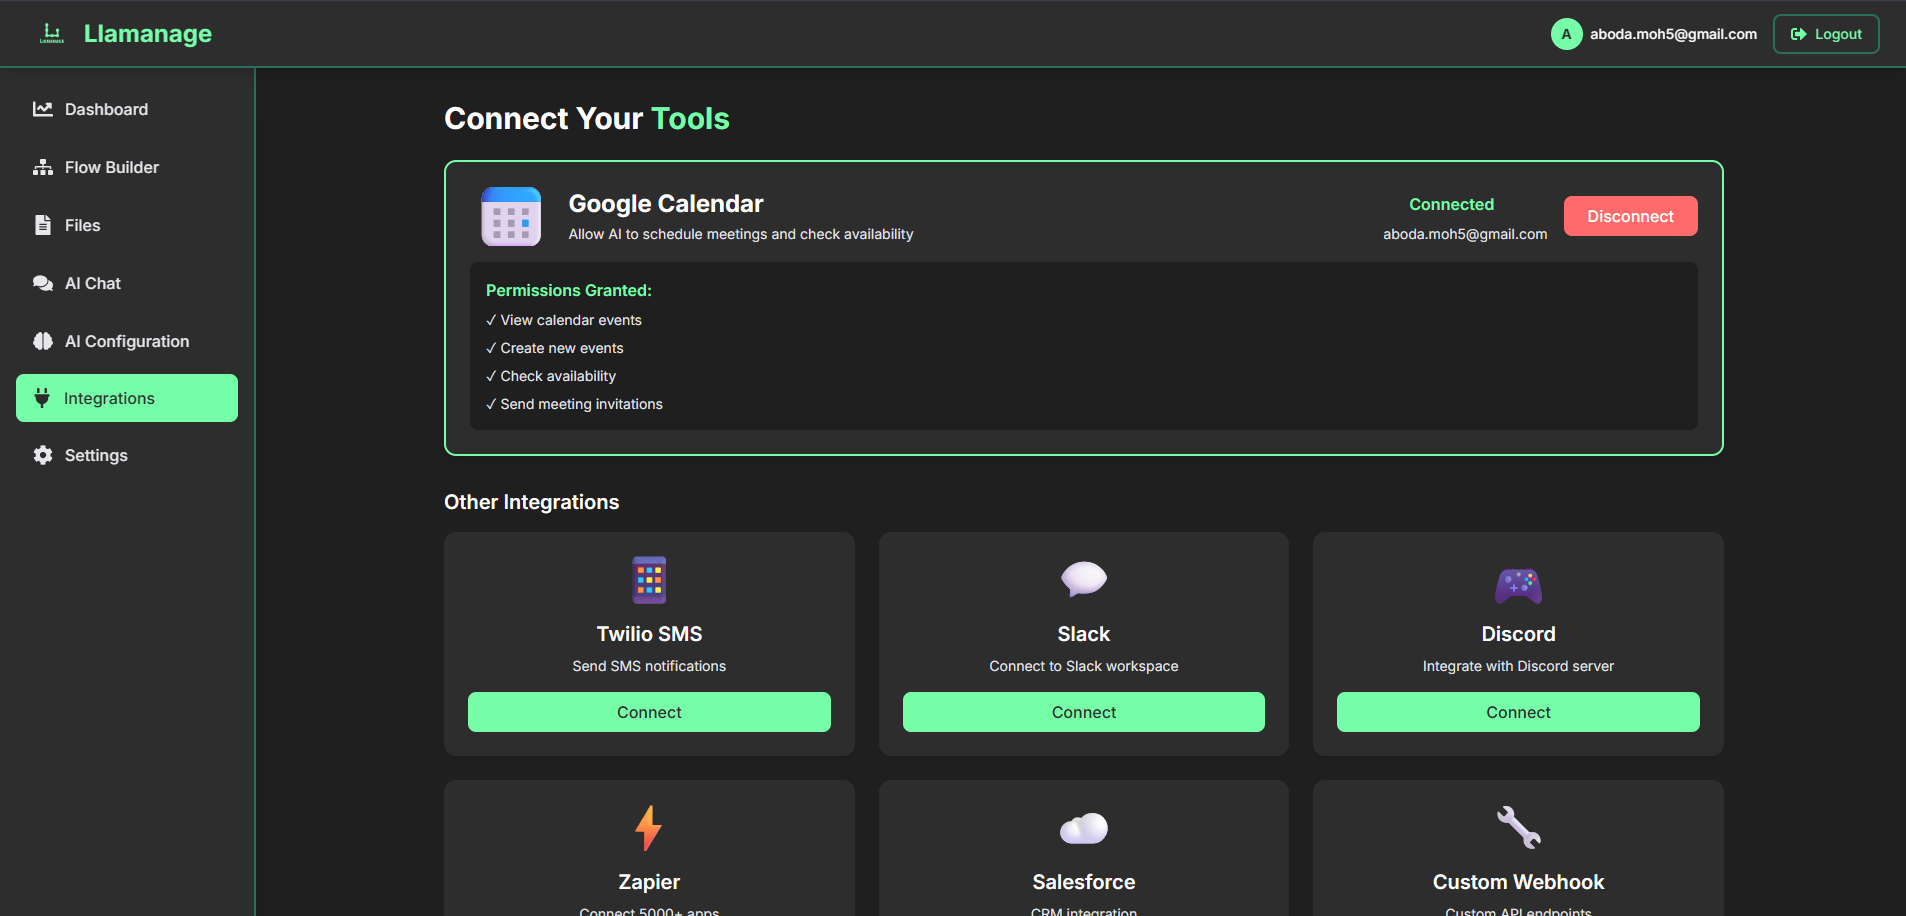 Llamanage
A
aboda.moh5@gmail.com
Logout
Dashboard
Flow Builder
Files
AI Chat
AI Configuration
Integrations
Settings
Connect Your Tools
Google Calendar
Allow AI to schedule meetings and check availability
Connected
aboda.moh5@gmail.com
Disconnect
Permissions Granted:
✓ View calendar events
✓ Create new events
✓ Check availability
✓ Send meeting invitations
Other Integrations
Twilio SMS
Send SMS notifications
Connect
Slack
Connect to Slack workspace
Connect
Discord
Integrate with Discord server
Connect
Zapier
Connect 5000+ apps
Salesforce
CRM integration
Custom Webhook
Custom API endpoints